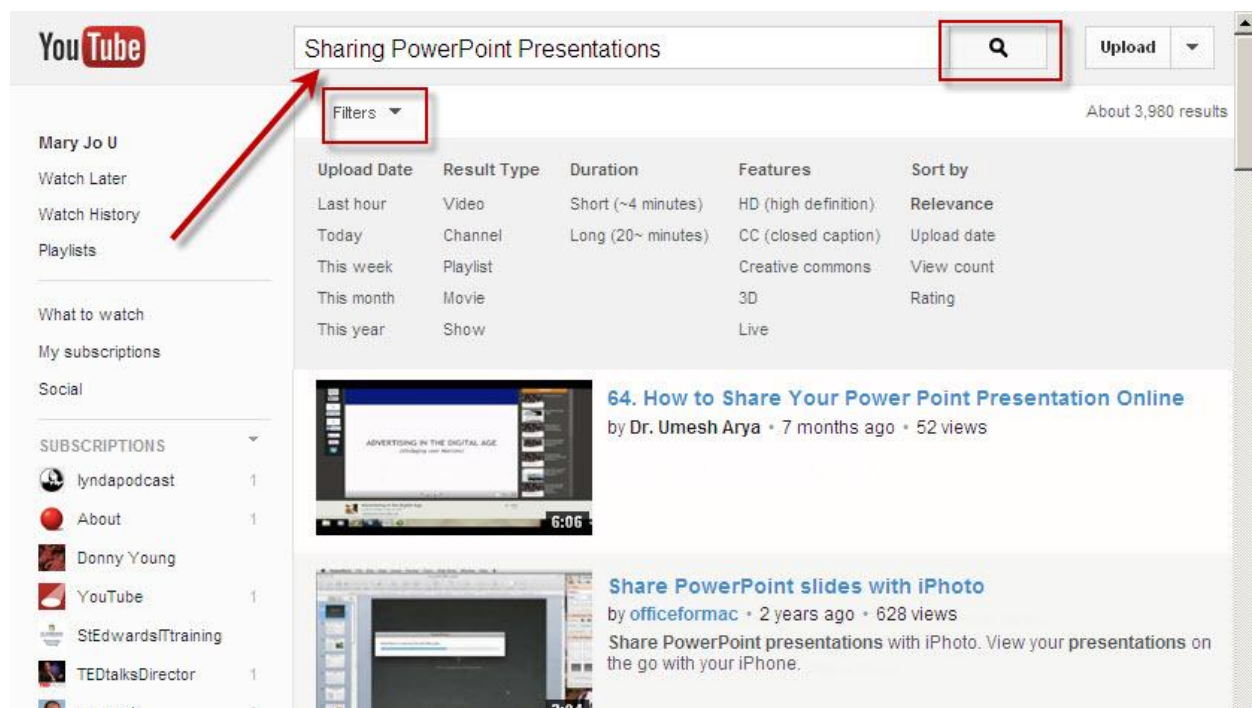 You Tube
Sharing PowerPoint Presentations
Upload
Filters
About 3,980 results
Mary Jo U
Watch Later
Watch History
Playlists
What to watch
My subscriptions
Social
SUBSCRIPTIONS
lyndapodcast 1
About 1
Donny Young
YouTube 1
StEdwardsITtraining
TEDtalksDirector 1
Upload Date
Last hour
Today
This week
This month
This year
Result Type
Video
Channel
Playlist
Movie
Show
Duration
Short (~4 minutes)
Long (20~ minutes)
Features
HD (high definition)
CC (closed caption)
Creative commons
3D
Live
Sort by
Relevance
Upload date
View count
Rating
ADVERTISING IN THE DIGITAL AGE
6:06
64. How to Share Your Power Point Presentation Online
by Dr. Umesh Arya • 7 months ago • 52 views
Share PowerPoint slides with iPhoto
by officeformac • 2 years ago • 628 views
Share PowerPoint presentations with iPhoto. View your presentations on
the go with your iPhone.